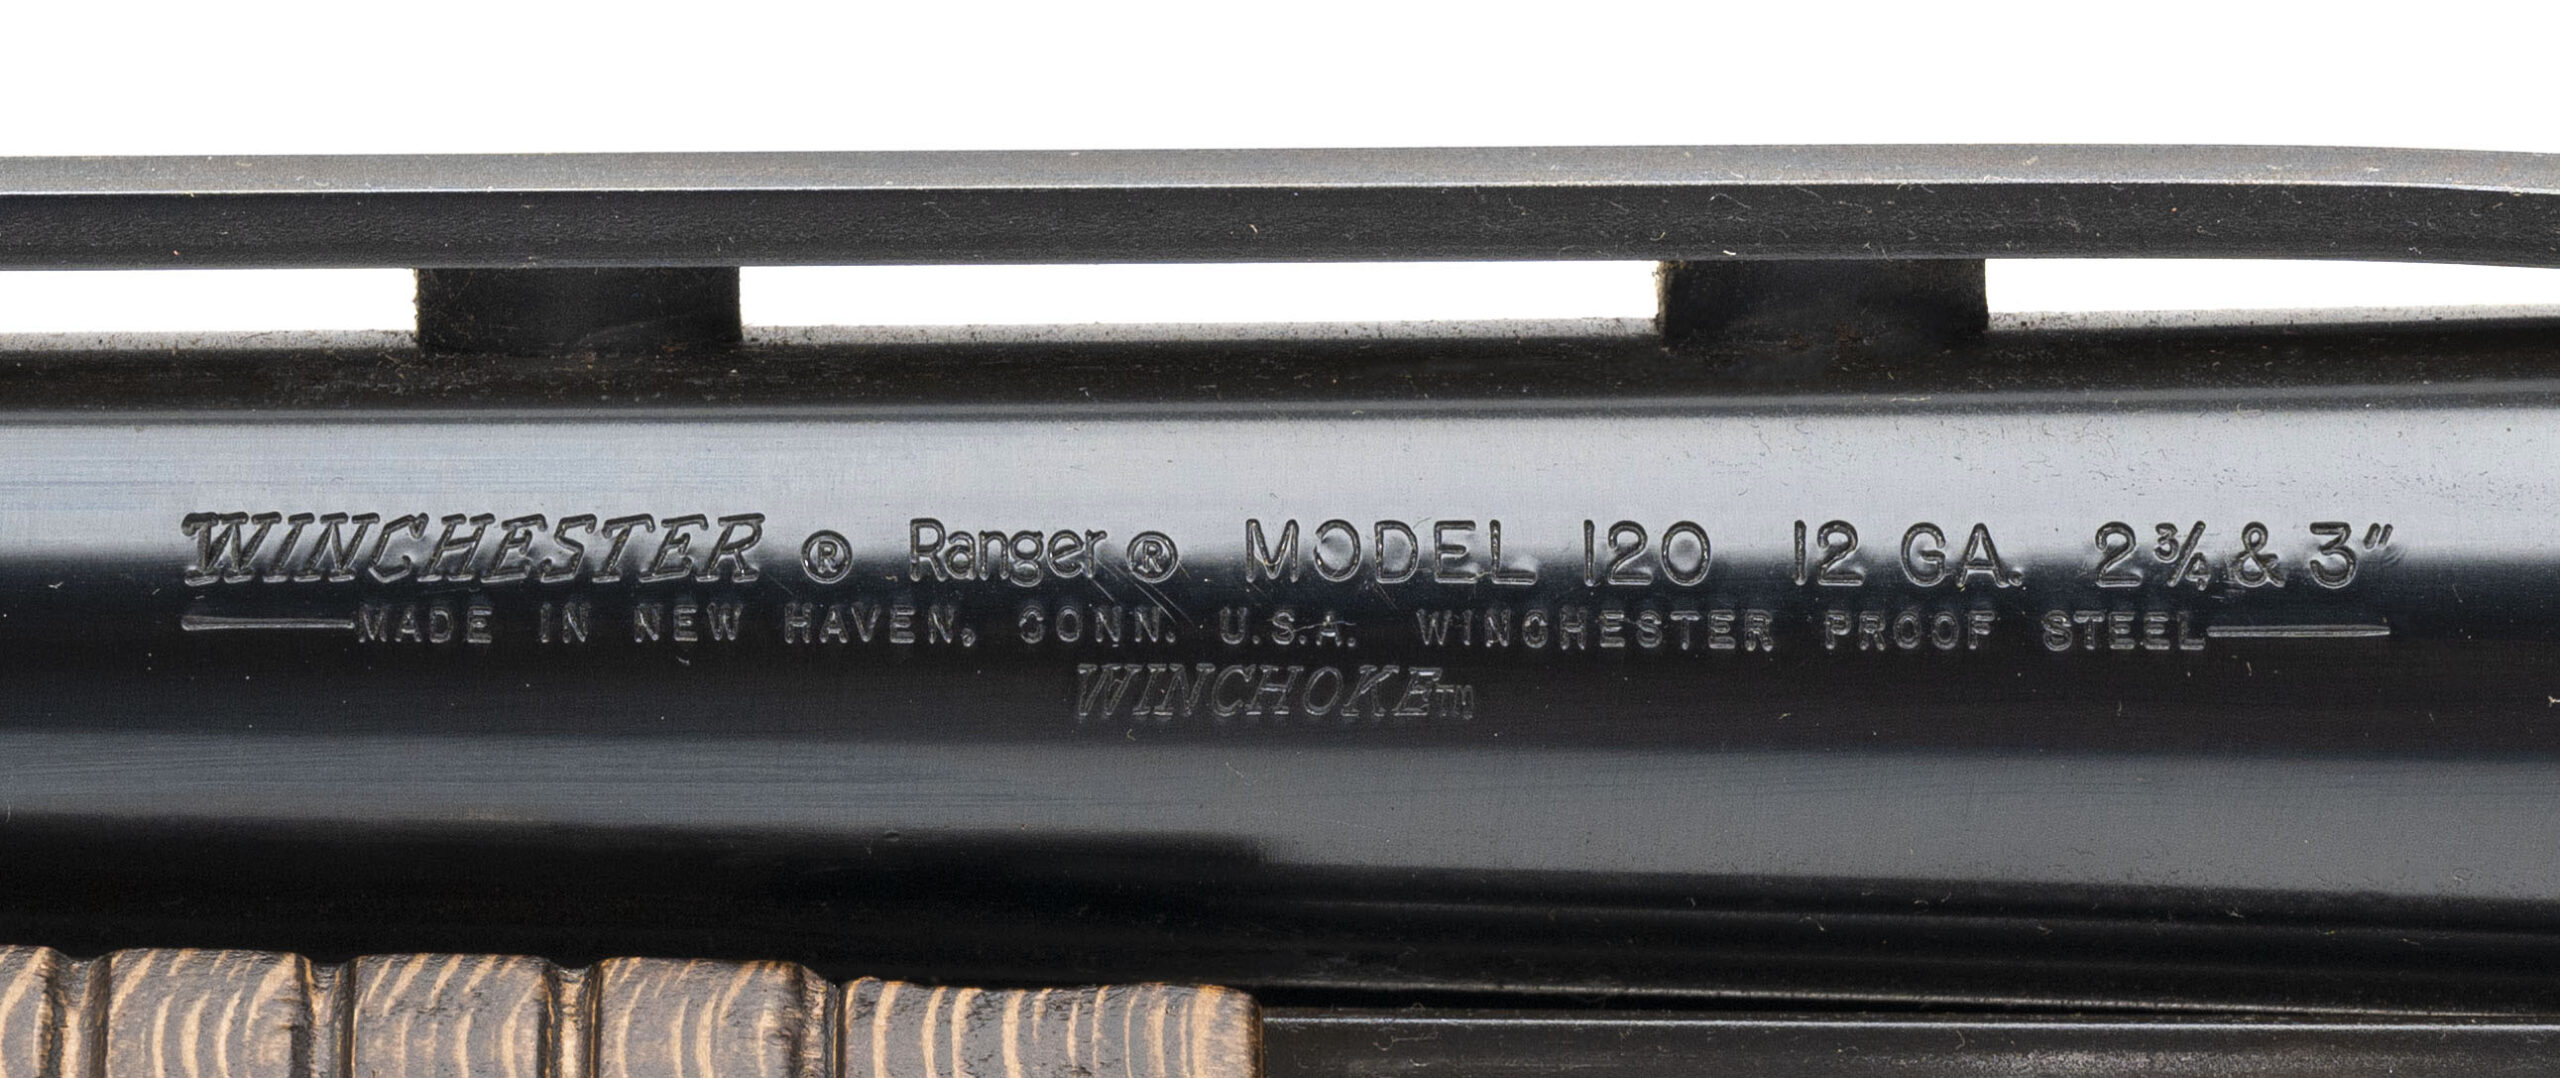 WINCHESTER ® Ranger ® MODEL 120 12 GA. 2¾ & 3"
MADE IN NEW HAVEN, CONN. U.S.A. WINCHESTER PROOF STEEL
WINCHOKE™